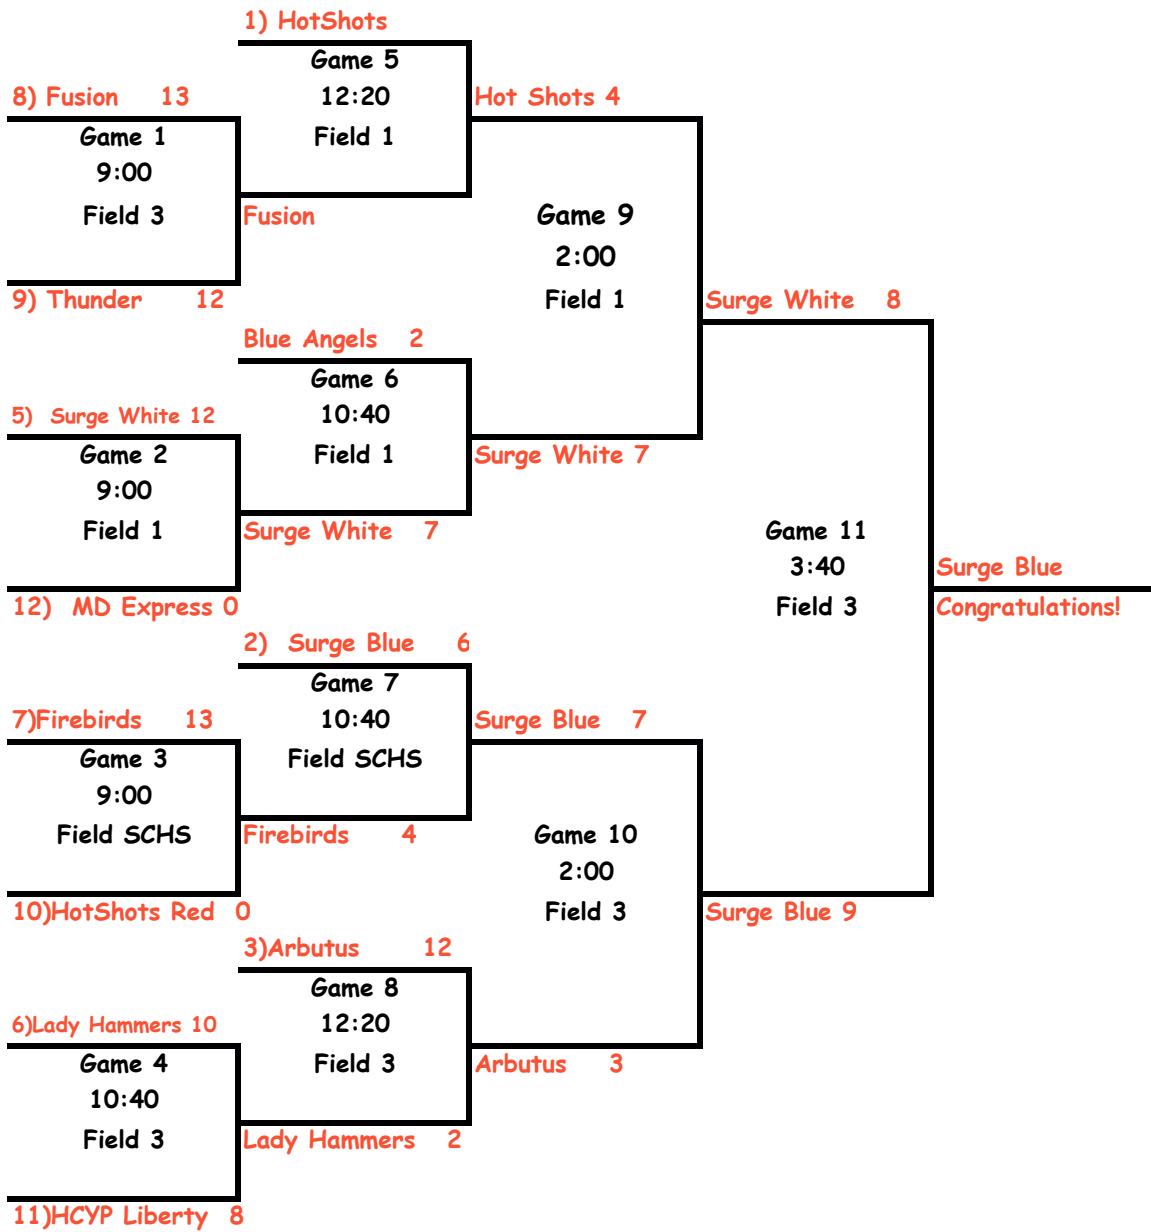 1) HotShots
Game 5
12:20
Field 1
8) Fusion 13
Game 1
9:00
Field 3
Fusion
9) Thunder 12
Hot Shots 4
Game 9
2:00
Field 1
Blue Angels 2
Game 6
10:40
Field 1
5) Surge White 12
Game 2
9:00
Field 1
Surge White 7
12) MD Express 0
Surge White 7
Surge White 8
Game 11
3:40
Field 3
Surge Blue
Congratulations!
2) Surge Blue 6
Game 7
10:40
Field SCHS
7)Firebirds 13
Game 3
9:00
Field SCHS
Firebirds 4
10)HotShots Red 0
Surge Blue 7
Game 10
2:00
Field 3
Surge Blue 9
3)Arbutus 12
Game 8
12:20
Field 3
6)Lady Hammers 10
Game 4
10:40
Field 3
Arbutus 3
Lady Hammers 2
11)HCYP Liberty 8